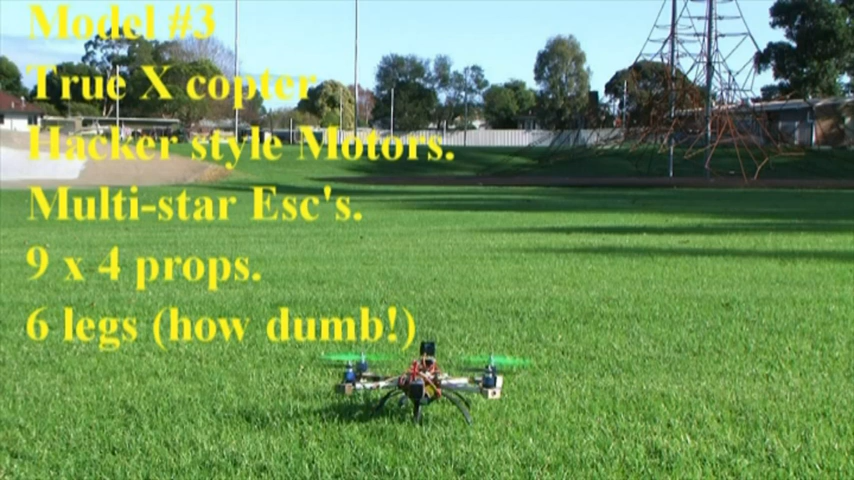 Model #3
True X copter
Hacker style Motors.
Multi-star Esc's.
9 x 4 props.
6 legs (how dumb!)